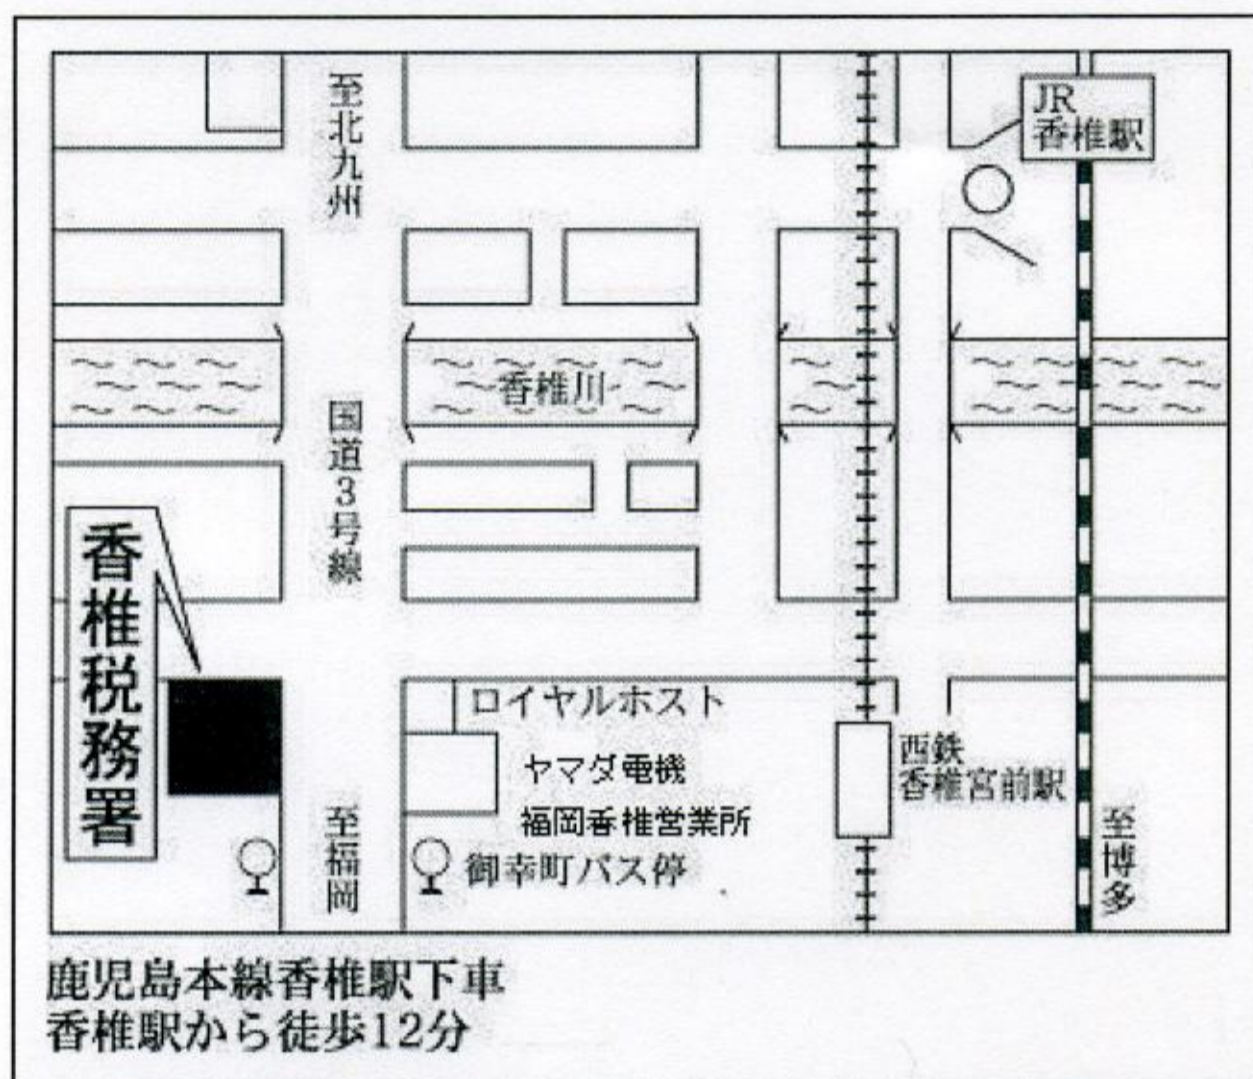 至北九州
JR
香椎駅
香椎川
国道3号線
香椎税務署
ロイヤルホスト
ヤマダ電機
福岡香椎営業所
西鉄
香椎宮前駅
至福岡
御幸町バス停
至博多
鹿児島本線香椎駅下車
香椎駅から徒歩12分